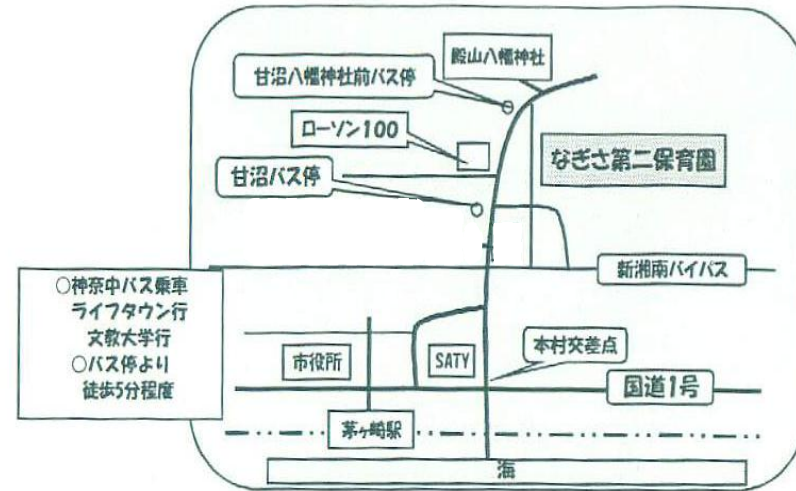 殿山八幡神社
甘沼八幡神社前バス停
ローソン100
なぎさ第二保育園
甘沼バス停
新湘南バイパス
○神奈中バス乗車
ライフタウン行
文教大学行
○バス停より
徒歩5分程度
本村交差点
市役所
SATY
国道1号
茅ヶ崎駅
海